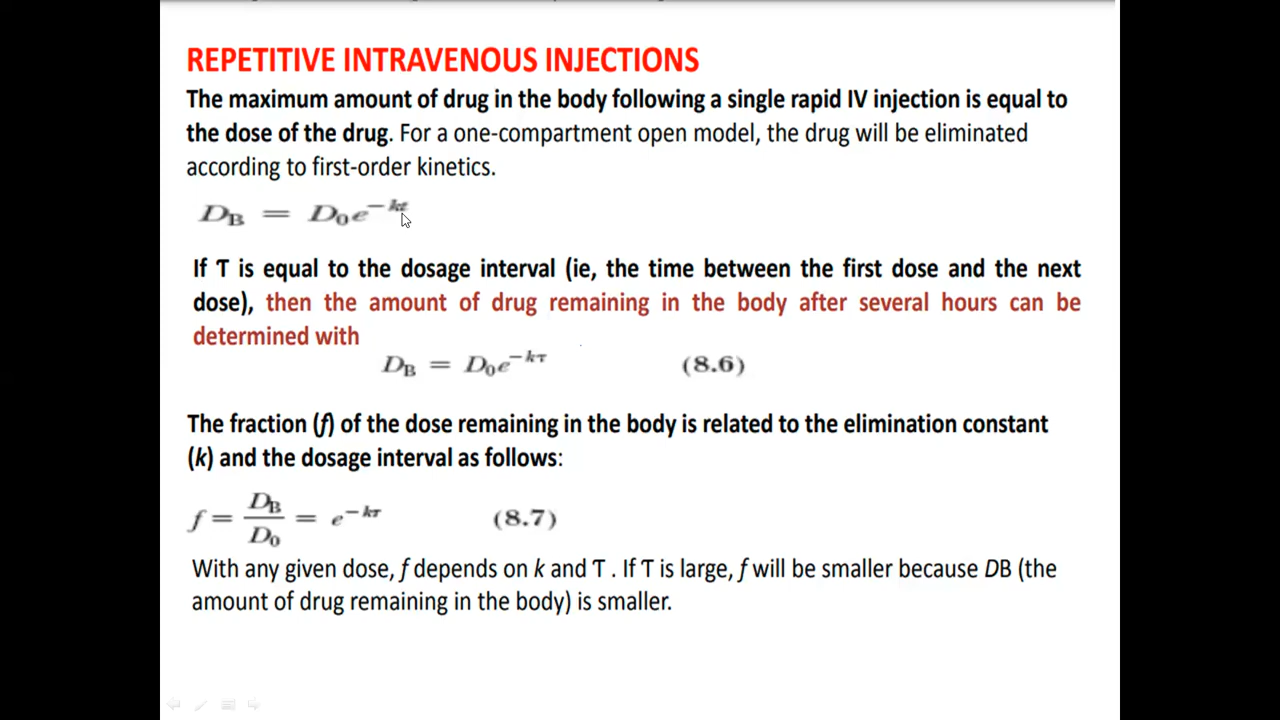 REPETITIVE INTRAVENOUS INJECTIONS
The maximum amount of drug in the body following a single rapid IV injection is equal to
the dose of the drug. For a one-compartment open model, the drug will be eliminated
according to first-order kinetics.
D_B = D_0e^{-kt}
If Ƭ is equal to the dosage interval (ie, the time between the first dose and the next
dose), then the amount of drug remaining in the body after several hours can be
determined with
D_B = D_0e^{-kτ} (8.6)
The fraction (f) of the dose remaining in the body is related to the elimination constant
(k) and the dosage interval as follows:
f = D_B/D_0 = e^{-kτ} (8.7)
With any given dose, f depends on k and Ƭ . If Ƭ is large, f will be smaller because DB (the
amount of drug remaining in the body) is smaller.